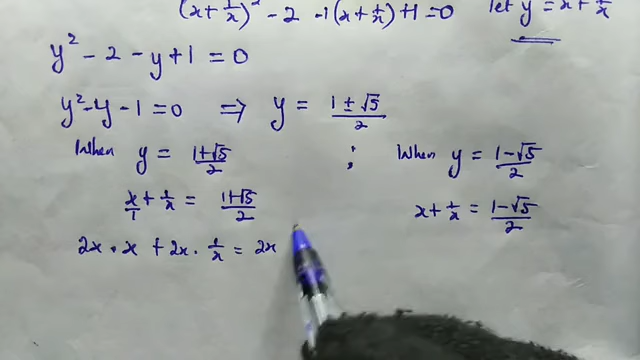 (x+1/x)² - 2 - 1(x+1/x)+1=0 let y = x+1/x
y² - 2 - y+1 = 0
y² - y - 1 = 0 ⇒ y = (1±√5)/2
When y = (1+√5)/2 ; When y = (1-√5)/2
x/1 + 1/x = (1+√5)/2 x+1/x = (1-√5)/2
2x • x + 2x • 1/x = 2x